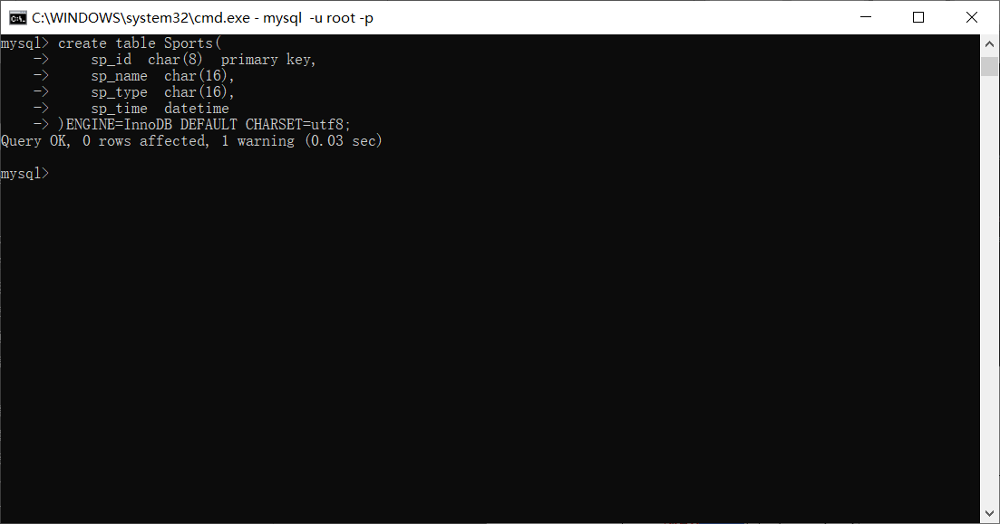 C:\WINDOWS\system32\cmd.exe - mysql  -u root -p
mysql> create table Sports(
    ->     sp_id  char(8)  primary key,
    ->     sp_name  char(16),
    ->     sp_type  char(16),
    ->     sp_time  datetime
    -> )ENGINE=InnoDB DEFAULT CHARSET=utf8;
Query OK, 0 rows affected, 1 warning (0.03 sec)

mysql>